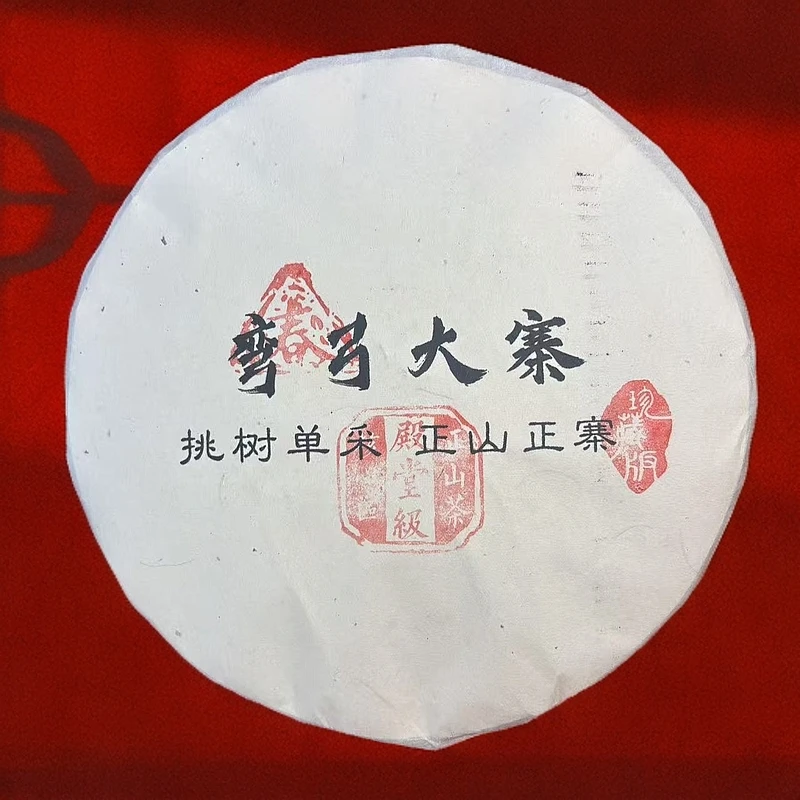 春
弯弓大寨
挑树单采 正山正寨
珍藏版
殿堂級
山茶